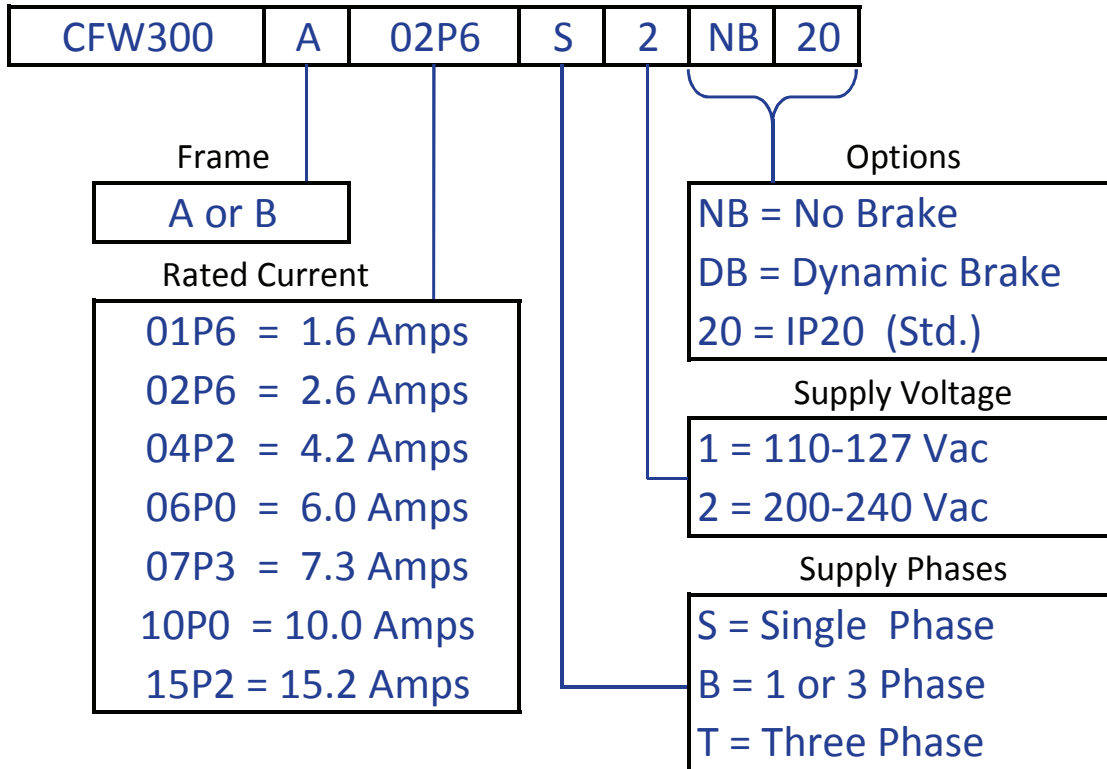 CFW300 A 02P6 S 2 NB 20
Frame
A or B
Rated Current
01P6 = 1.6 Amps
02P6 = 2.6 Amps
04P2 = 4.2 Amps
06P0 = 6.0 Amps
07P3 = 7.3 Amps
10P0 = 10.0 Amps
15P2 = 15.2 Amps
Options
NB = No Brake
DB = Dynamic Brake
20 = IP20 (Std.)
Supply Voltage
1 = 110-127 Vac
2 = 200-240 Vac
Supply Phases
S = Single Phase
B = 1 or 3 Phase
T = Three Phase